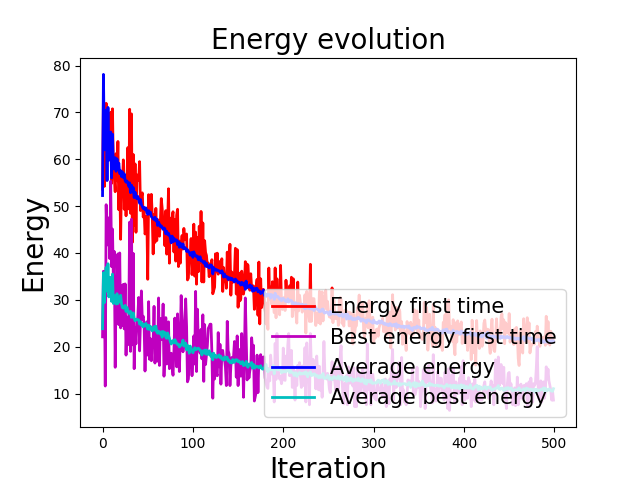 Energy evolution
80
70
60
50
40
30
20
10
Energy
Energy first time
Best energy first time
Average energy
Average best energy
0
100
200
300
400
500
Iteration